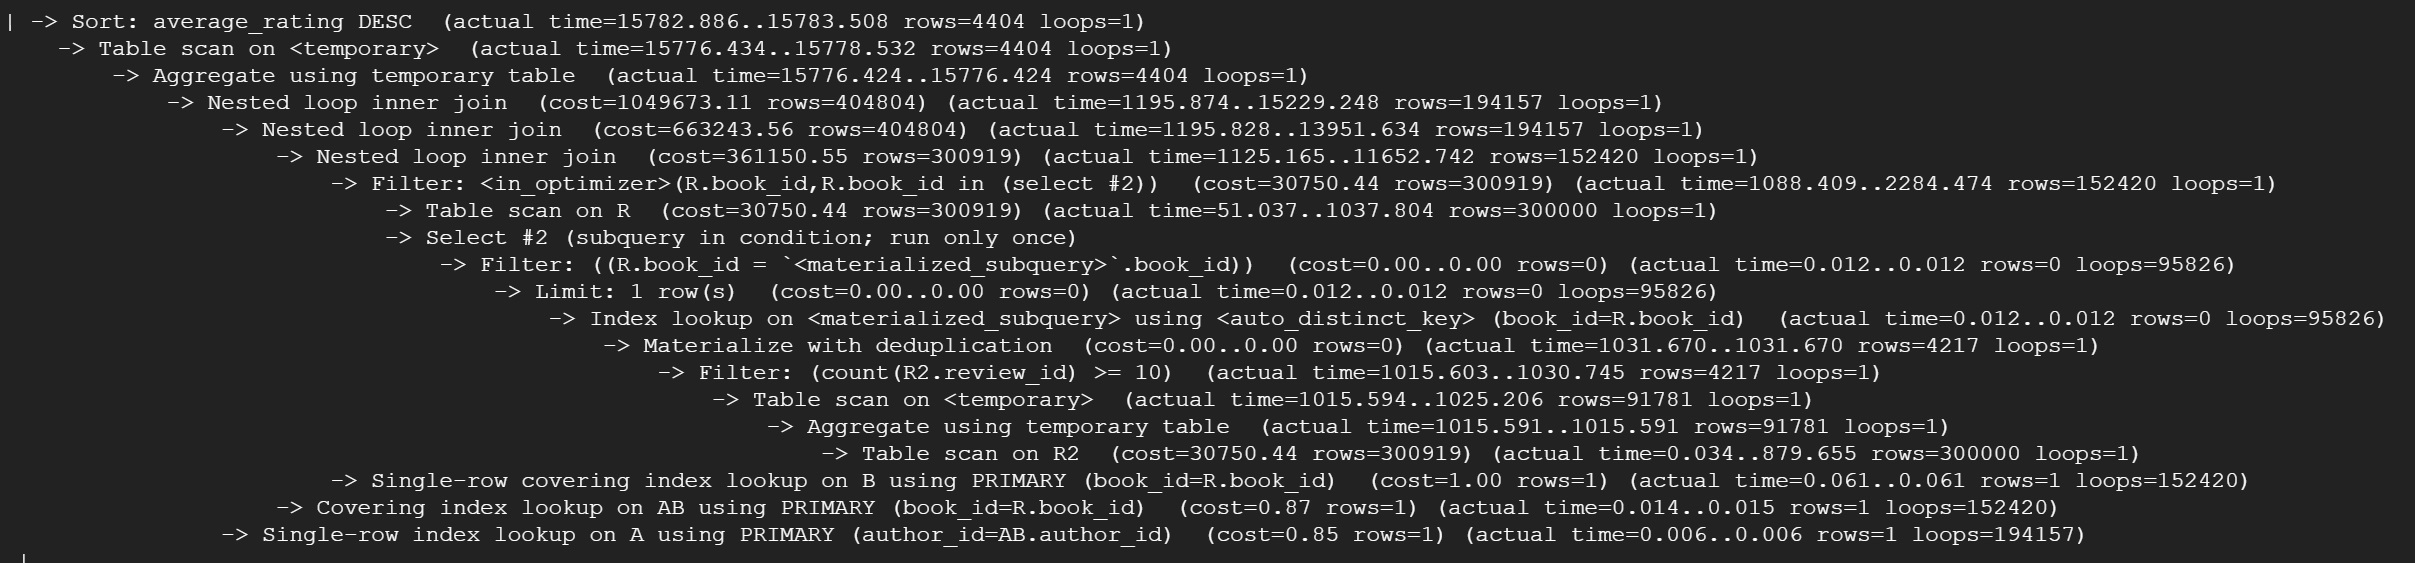 | -> Sort: average_rating DESC  (actual time=15782.886..15783.508 rows=4404 loops=1)
    -> Table scan on <temporary>  (actual time=15776.434..15778.532 rows=4404 loops=1)
        -> Aggregate using temporary table  (actual time=15776.424..15776.424 rows=4404 loops=1)
            -> Nested loop inner join  (cost=1049673.11 rows=404804) (actual time=1195.874..15229.248 rows=194157 loops=1)
                -> Nested loop inner join  (cost=663243.56 rows=404804) (actual time=1195.828..13951.634 rows=194157 loops=1)
                    -> Nested loop inner join  (cost=361150.55 rows=300919) (actual time=1125.165..11652.742 rows=152420 loops=1)
                        -> Filter: <in_optimizer>(R.book_id,R.book_id in (select #2))  (cost=30750.44 rows=300919) (actual time=1088.409..2284.474 rows=152420 loops=1)
                            -> Table scan on R  (cost=30750.44 rows=300919) (actual time=51.037..1037.804 rows=300000 loops=1)
                            -> Select #2 (subquery in condition; run only once)
                                -> Filter: ((R.book_id = `<materialized_subquery>`.book_id))  (cost=0.00..0.00 rows=0) (actual time=0.012..0.012 rows=0 loops=95826)
                                    -> Limit: 1 row(s)  (cost=0.00..0.00 rows=0) (actual time=0.012..0.012 rows=0 loops=95826)
                                        -> Index lookup on <materialized_subquery> using <auto_distinct_key> (book_id=R.book_id)  (actual time=0.012..0.012 rows=0 loops=95826)
                                            -> Materialize with deduplication  (cost=0.00..0.00 rows=0) (actual time=1031.670..1031.670 rows=4217 loops=1)
                                                -> Filter: (count(R2.review_id) >= 10)  (actual time=1015.603..1030.745 rows=4217 loops=1)
                                                    -> Table scan on <temporary>  (actual time=1015.594..1025.206 rows=91781 loops=1)
                                                        -> Aggregate using temporary table  (actual time=1015.591..1015.591 rows=91781 loops=1)
                                                            -> Table scan on R2  (cost=30750.44 rows=300919) (actual time=0.034..879.655 rows=300000 loops=1)
                        -> Single-row covering index lookup on B using PRIMARY (book_id=R.book_id)  (cost=1.00 rows=1) (actual time=0.061..0.061 rows=1 loops=152420)
                    -> Covering index lookup on AB using PRIMARY (book_id=R.book_id)  (cost=0.87 rows=1) (actual time=0.014..0.015 rows=1 loops=152420)
                -> Single-row index lookup on A using PRIMARY (author_id=AB.author_id)  (cost=0.85 rows=1) (actual time=0.006..0.006 rows=1 loops=194157)
 |